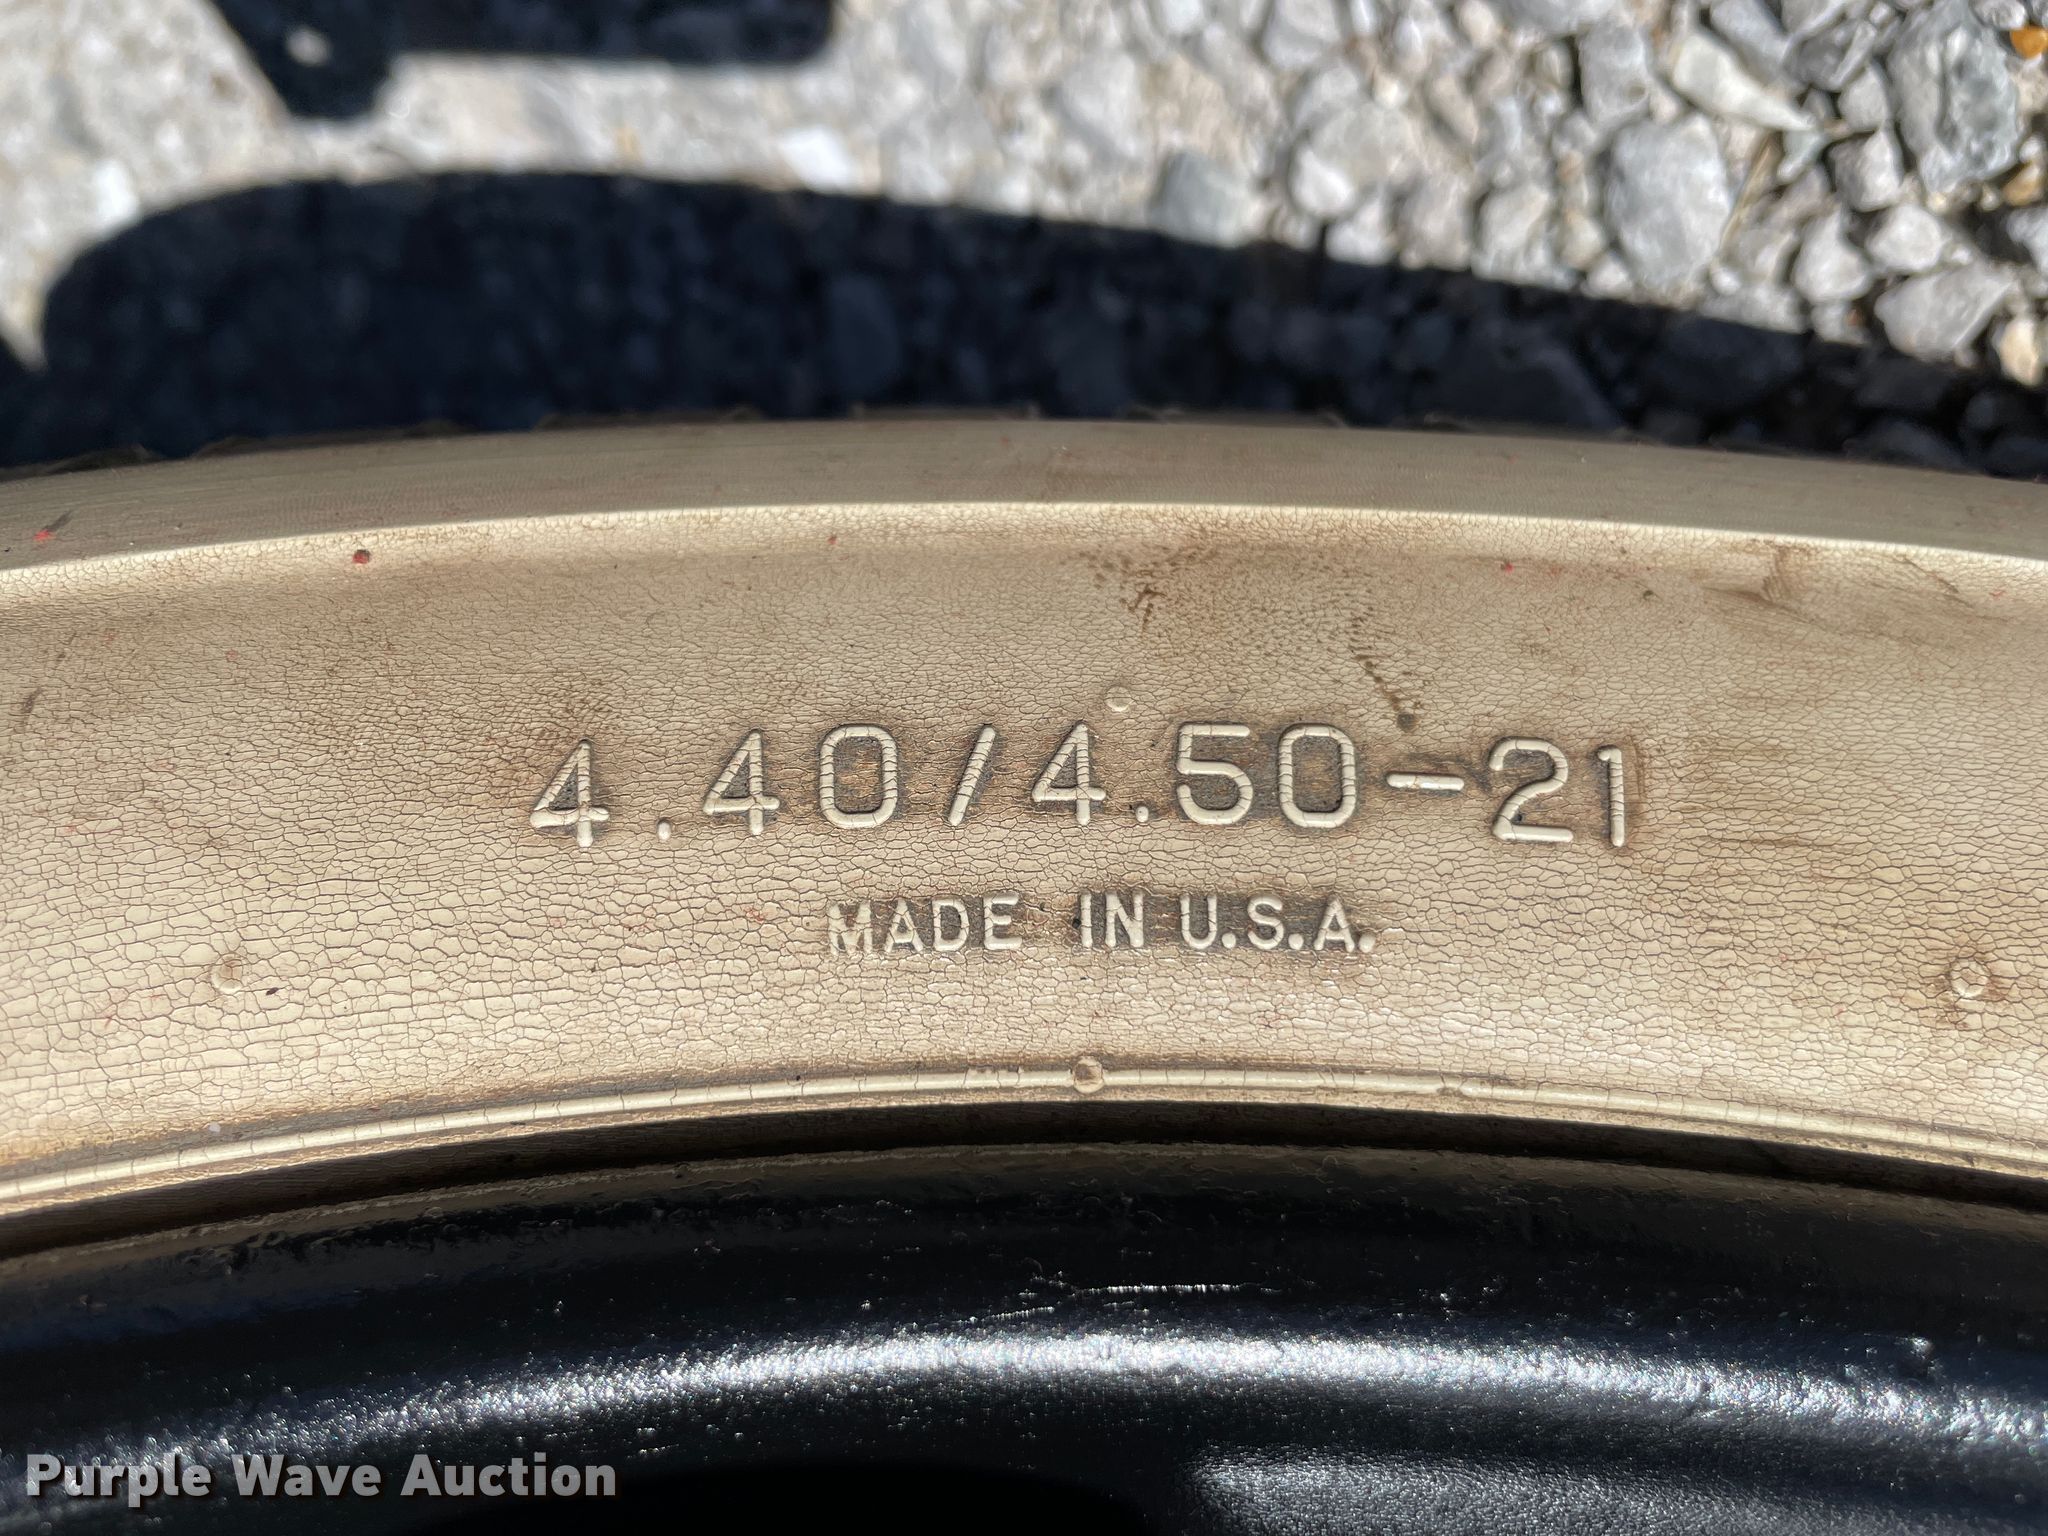 4.40/4.50-21
MADE IN U.S.A.
Purple Wave Auction